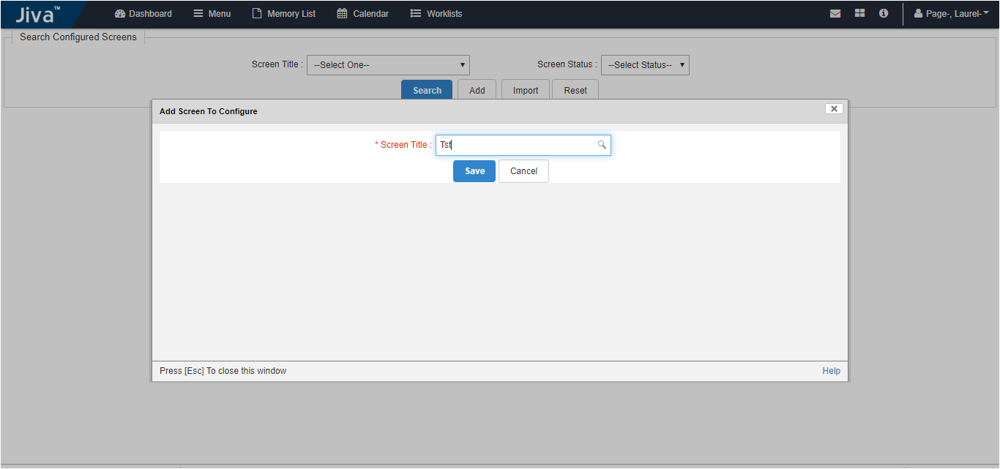 Jiva™ Dashboard Menu Memory List Calendar Worklists Page-, Laurel-
Search Configured Screens
Screen Title : --Select One-- Screen Status : --Select Status--
Search Add Import Reset
Add Screen To Configure
* Screen Title : Tst
Save Cancel
Press [Esc] To close this window Help